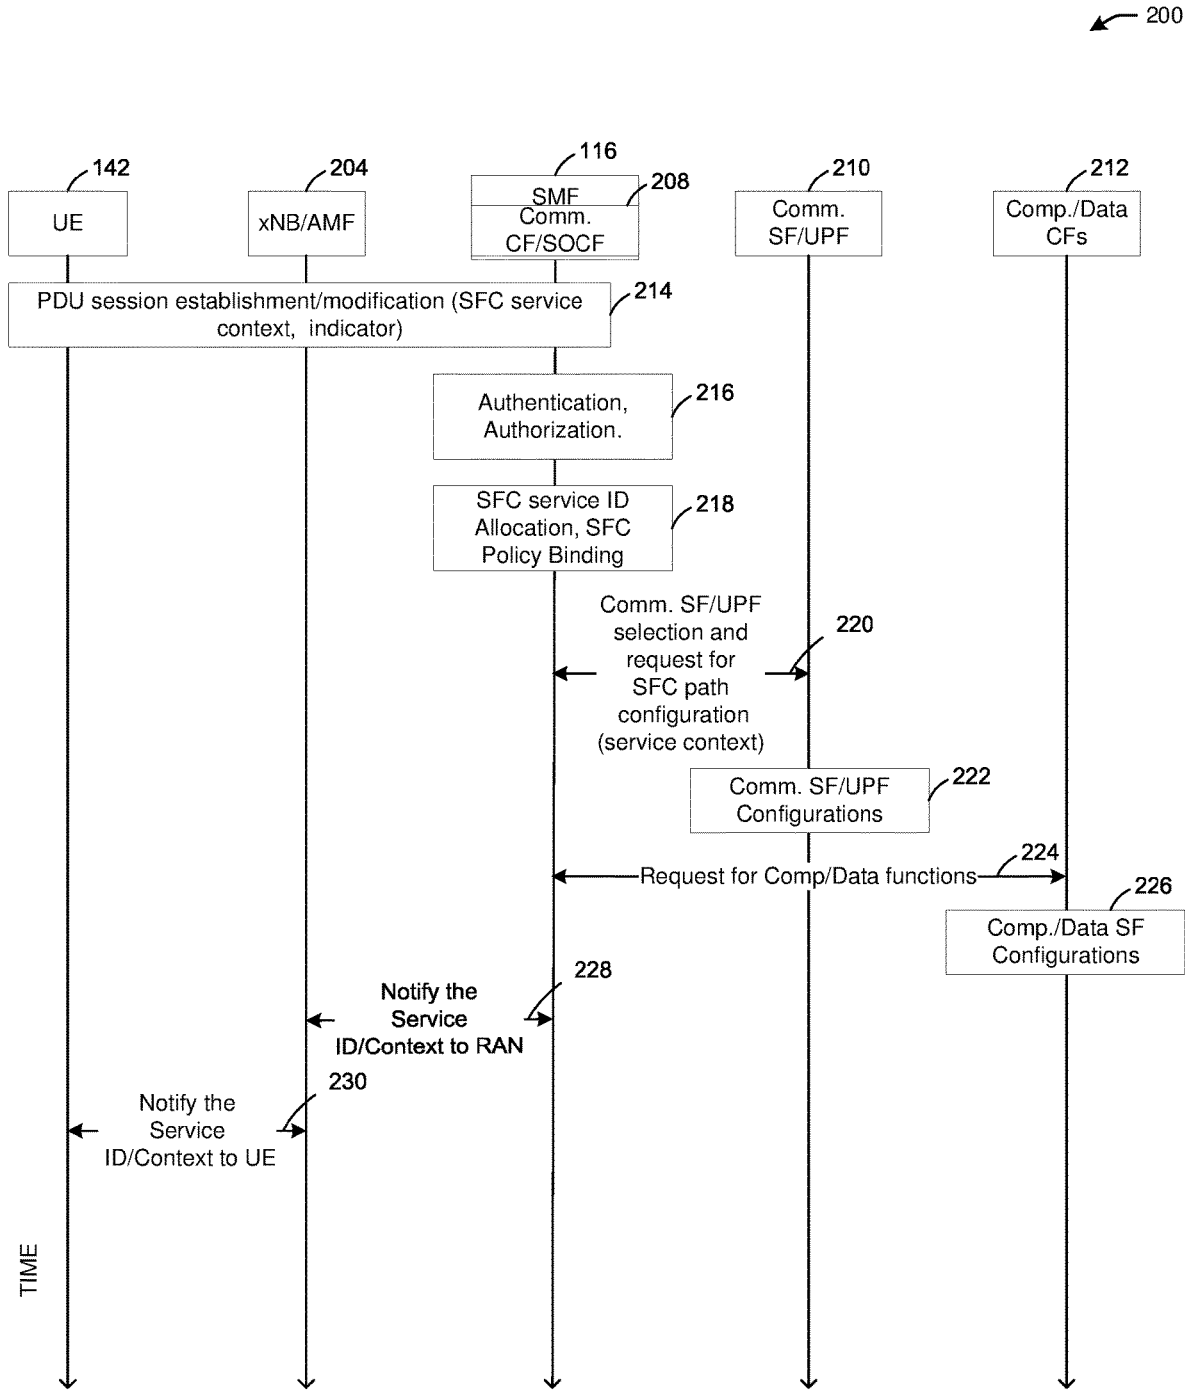 200
142
204
116
208
210
212
UE
xNB/AMF
SMF
Comm.
CF/SOCF
Comm.
SF/UPF
Comp./Data
CFs
PDU session establishment/modification (SFC service
context, indicator)
214
Authentication,
Authorization.
216
SFC service ID
Allocation, SFC
Policy Binding
218
Comm. SF/UPF
selection and
request for
SFC path
configuration
(service context)
220
Comm. SF/UPF
Configurations
222
Request for Comp/Data functions
224
Comp./Data SF
Configurations
226
Notify the
Service
ID/Context to RAN
228
Notify the
Service
ID/Context to UE
230
TIME